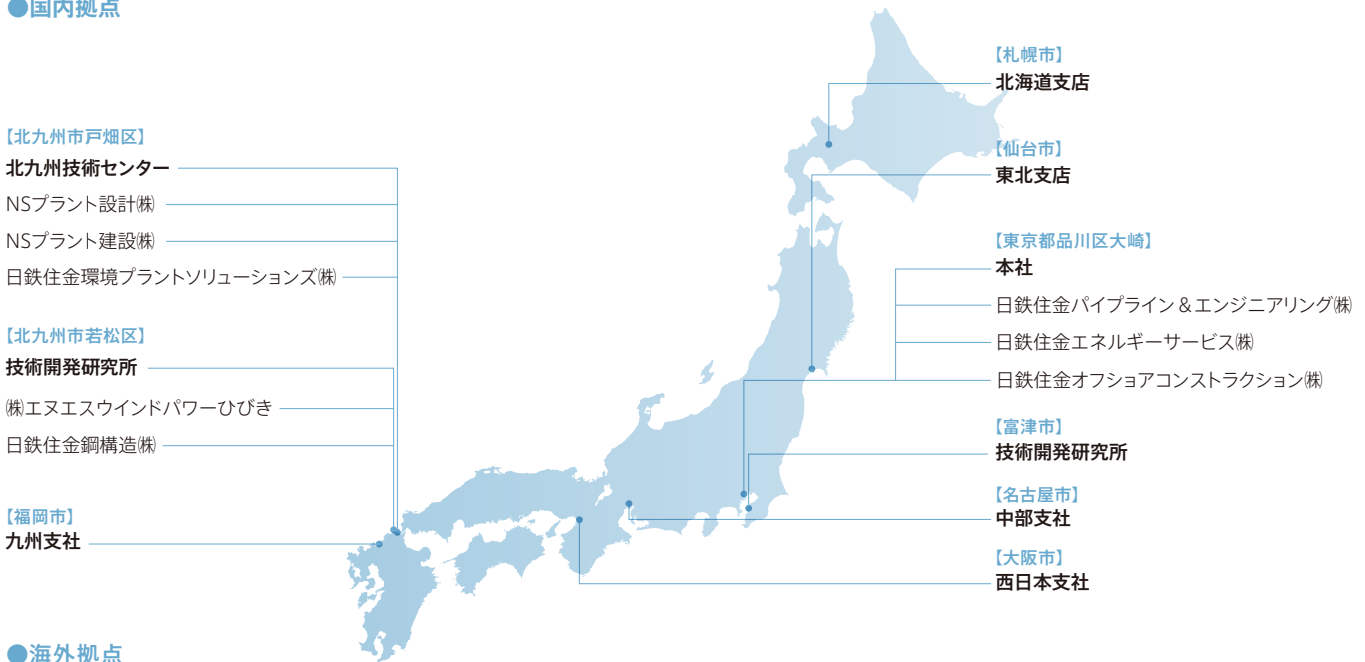 ●国内拠点
【北九州市戸畑区】
北九州技術センター
NSプラント設計㈱
NSプラント建設㈱
日鉄住金環境プラントソリューションズ㈱
【北九州市若松区】
技術開発研究所
㈱エヌエスウインドパワーひびき
日鉄住金鋼構造㈱
【福岡市】
九州支社
【札幌市】
北海道支店
【仙台市】
東北支店
【東京都品川区大崎】
本社
日鉄住金パイプライン＆エンジニアリング㈱
日鉄住金エネルギーサービス㈱
日鉄住金オフショアコンストラクション㈱
【富津市】
技術開発研究所
【名古屋市】
中部支社
【大阪市】
西日本支社
●海外拠点